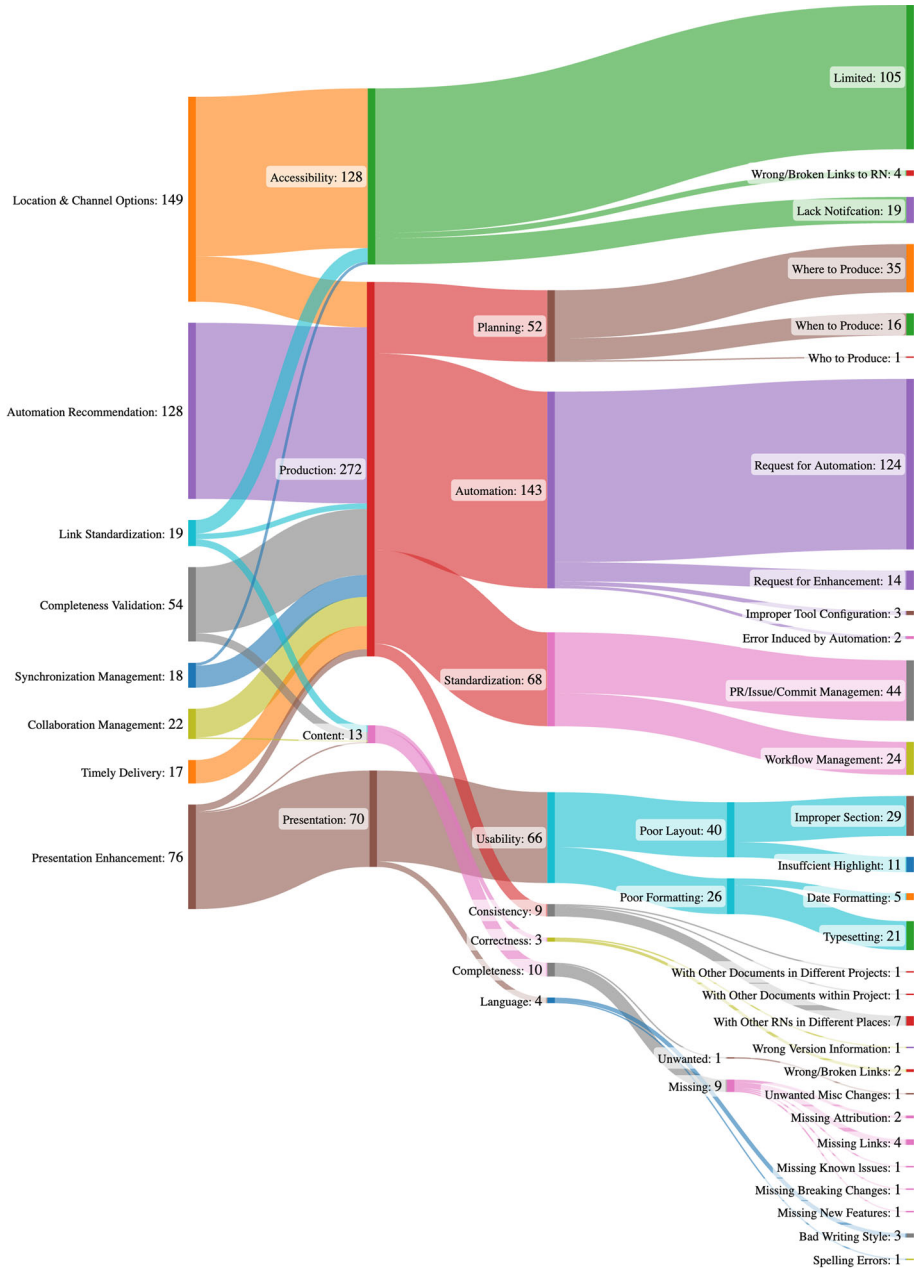 Limited: 105
Accessibility: 128
Wrong/Broken Links to RN: 4
Location & Channel Options: 149
Lack Notifcation: 19
Where to Produce: 35
Planning: 52
When to Produce: 16
Who to Produce: 1
Automation Recommendation: 128
Production: 272
Automation: 143
Request for Automation: 124
Link Standardization: 19
Request for Enhancement: 14
Completeness Validation: 54
Improper Tool Configuration: 3
Error Induced by Automation: 2
Synchronization Management: 18
Standardization: 68
PR/Issue/Commit Managemen: 44
Collaboration Management: 22
Content: 13
Workflow Management: 24
Timely Delivery: 17
Presentation: 70
Improper Section: 29
Poor Layout: 40
Usability: 66
Presentation Enhancement: 76
Insuffcient Highlight: 11
Poor Formatting: 26
Date Formatting: 5
Consistency: 9
Typesetting: 21
Correctness: 3
Completeness: 10
With Other Documents in Different Projects: 1
With Other Documents within Project: 1
Language: 4
With Other RNs in Different Places: 7
Wrong Version Information: 1
Unwanted: 1
Wrong/Broken Links: 2
Missing: 9
Unwanted Misc Changes: 1
Missing Attribution: 2
Missing Links: 4
Missing Known Issues: 1
Missing Breaking Changes: 1
Missing New Features: 1
Bad Writing Style: 3
Spelling Errors: 1